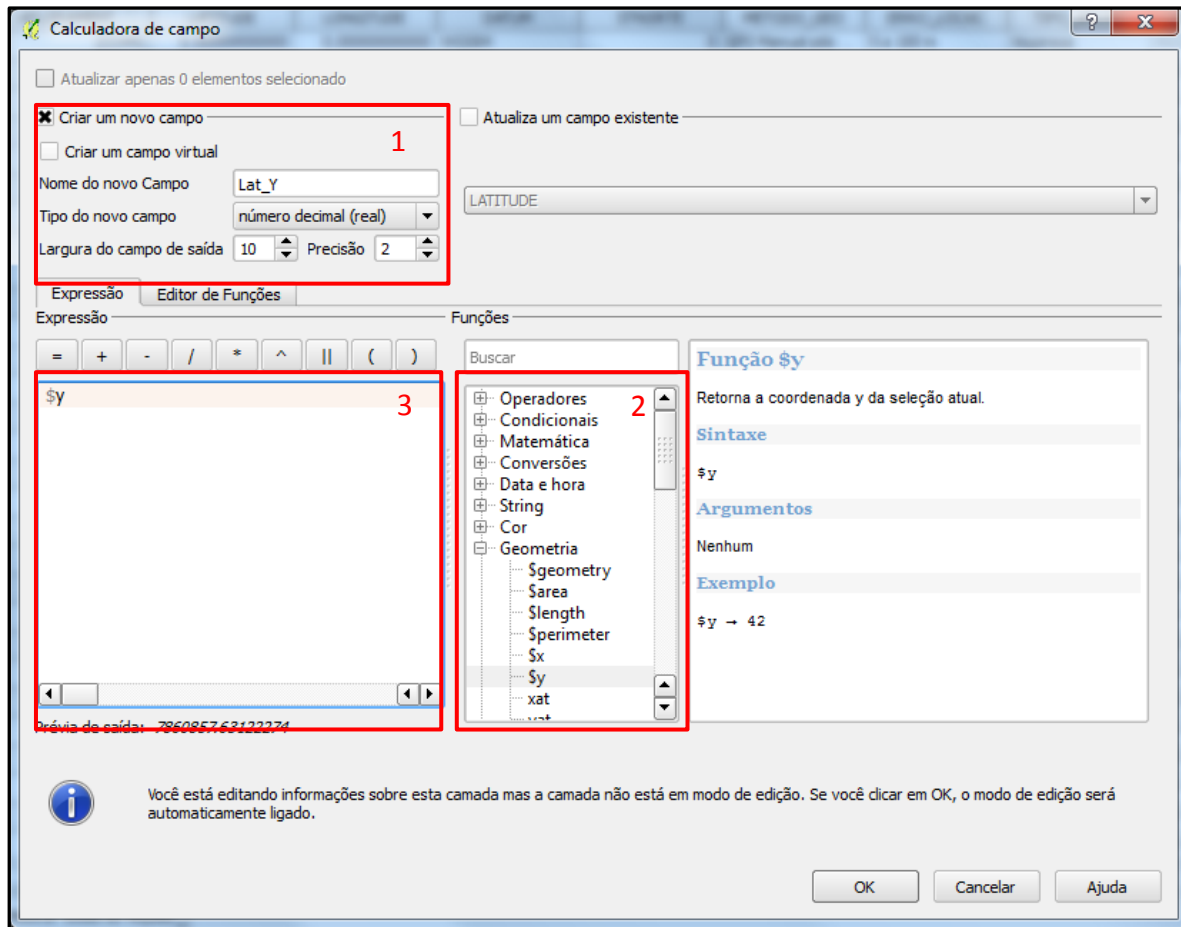 Calculadora de campo
Atualizar apenas 0 elementos selecionado
Criar um novo campo
Atualiza um campo existente
1
Criar um campo virtual
Nome do novo Campo Lat_Y
LATITUDE
Tipo do novo campo número decimal (real)
Largura do campo de saída 10 Precisão 2
Expressão Editor de Funções
Expressão
Funções
= + - / * ^ || ( )
Buscar
$y
3
2
Operadores
Condicionais
Matemática
Conversões
Data e hora
String
Cor
Geometria
$geometry
$area
$length
$perimeter
$x
$y
xat
Função $y
Retorna a coordenada y da seleção atual.
Sintaxe
$y
Argumentos
Nenhum
Exemplo
$y → 42
Prévia de saída: 7860857.63122274
Você está editando informações sobre esta camada mas a camada não está em modo de edição. Se você clicar em OK, o modo de edição será
automaticamente ligado.
OK Cancelar Ajuda